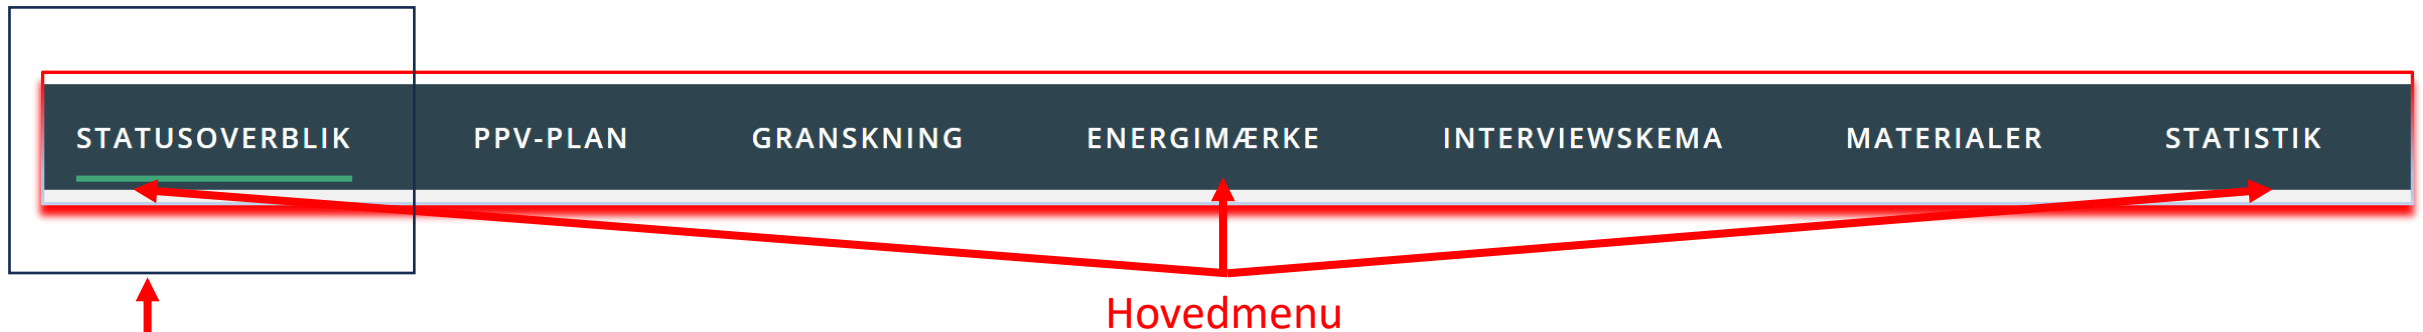 STATUSOVERBLIK PPV-PLAN GRANSKNING ENERGIMÆRKE INTERVIEWSKEMA MATERIALER STATISTIK
Hovedmenu